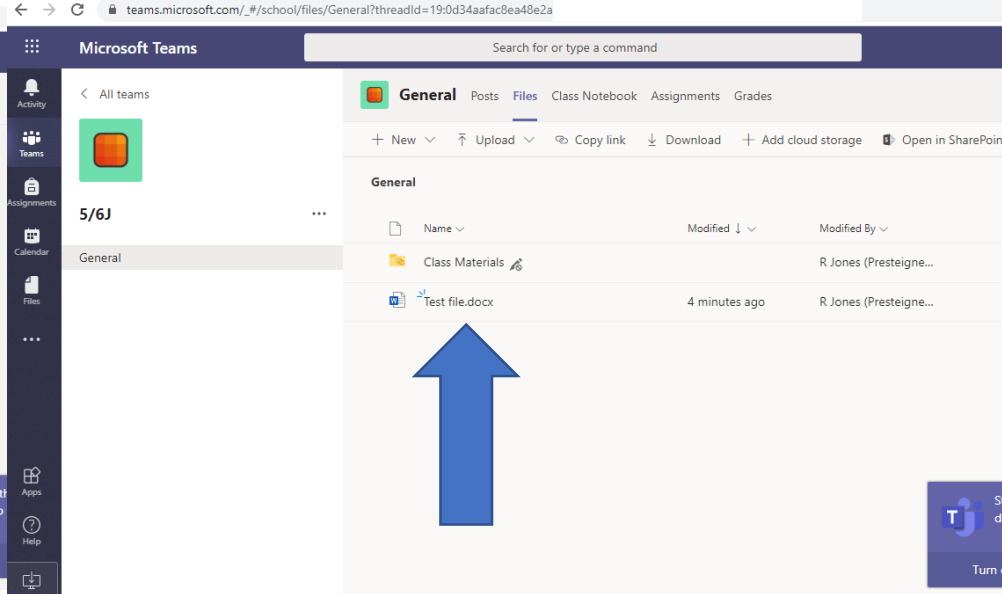 teams.microsoft.com/_#/school/files/General?threadId=19:0d34aafac8ea48e2a
Microsoft Teams
Search for or type a command
Activity
Teams
Assignments
Calendar
Files
Apps
Help
All teams
5/6J
General
General Posts Files Class Notebook Assignments Grades
New Upload Copy link Download Add cloud storage Open in SharePoin
General
Name Modified Modified By
Class Materials R Jones (Presteigne...
Test file.docx 4 minutes ago R Jones (Presteigne...
Turn